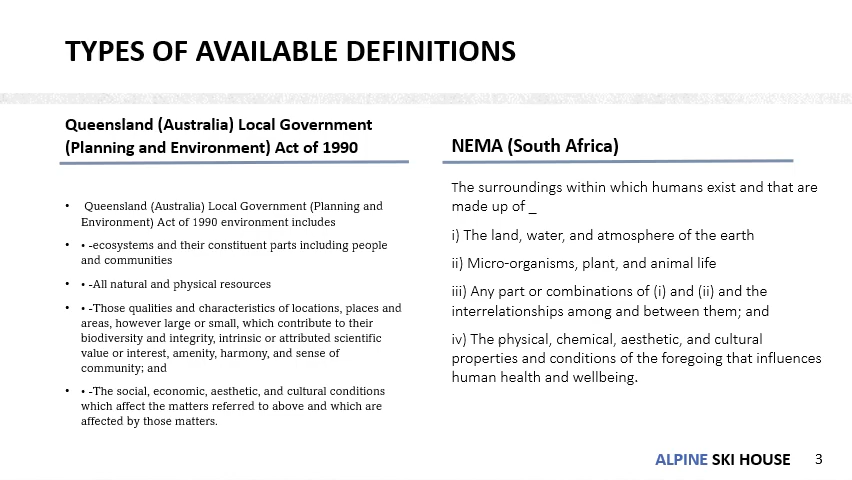 TYPES OF AVAILABLE DEFINITIONS
Queensland (Australia) Local Government
(Planning and Environment) Act of 1990
• Queensland (Australia) Local Government (Planning and
Environment) Act of 1990 environment includes
• • -ecosystems and their constituent parts including people
and communities
• • -All natural and physical resources
• • -Those qualities and characteristics of locations, places and
areas, however large or small, which contribute to their
biodiversity and integrity, intrinsic or attributed scientific
value or interest, amenity, harmony, and sense of
community; and
• • -The social, economic, aesthetic, and cultural conditions
which affect the matters referred to above and which are
affected by those matters.
NEMA (South Africa)
The surroundings within which humans exist and that are
made up of _
i) The land, water, and atmosphere of the earth
ii) Micro-organisms, plant, and animal life
iii) Any part or combinations of (i) and (ii) and the
interrelationships among and between them; and
iv) The physical, chemical, aesthetic, and cultural
properties and conditions of the foregoing that influences
human health and wellbeing.
ALPINE SKI HOUSE 3